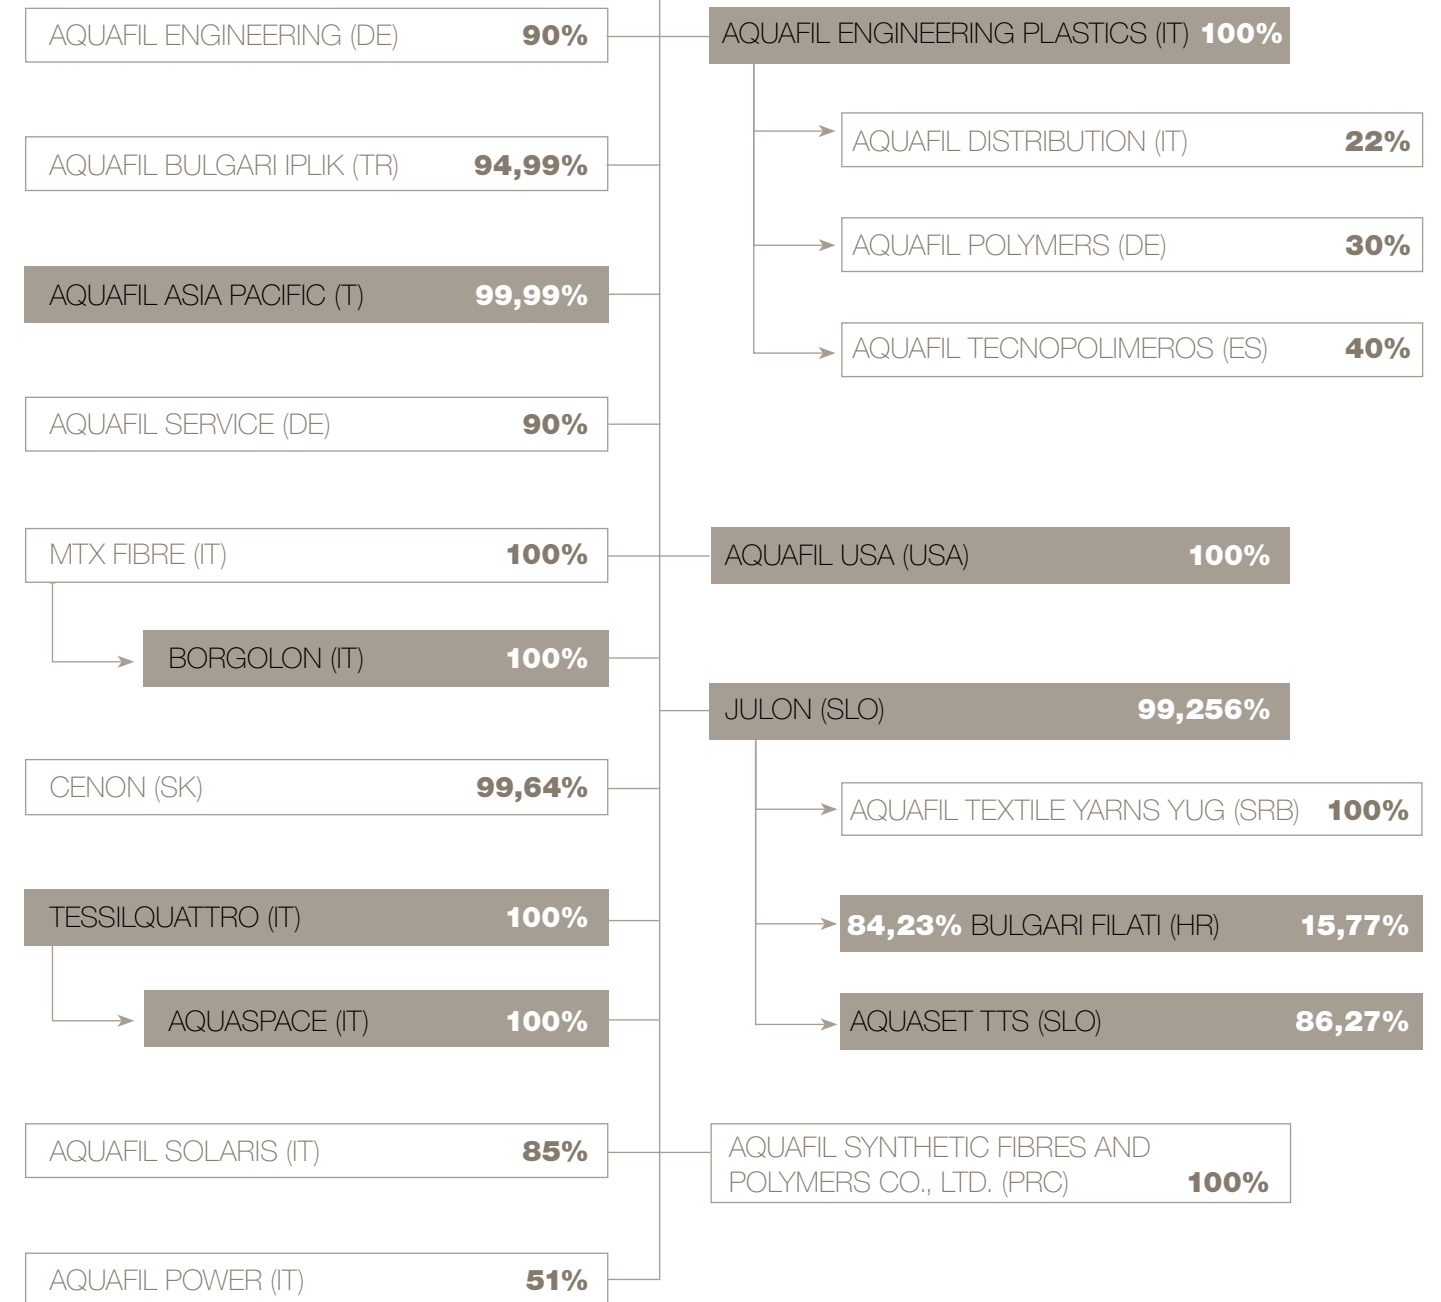 AQUAFIL ENGINEERING (DE) 90%
AQUAFIL BULGARI IPLIK (TR) 94,99%
AQUAFIL ASIA PACIFIC (T) 99,99%
AQUAFIL SERVICE (DE) 90%
MTX FIBRE (IT) 100%
BORGOLON (IT) 100%
CENON (SK) 99,64%
TESSILQUATTRO (IT) 100%
AQUASPACE (IT) 100%
AQUAFIL SOLARIS (IT) 85%
AQUAFIL POWER (IT) 51%
AQUAFIL ENGINEERING PLASTICS (IT) 100%
AQUAFIL DISTRIBUTION (IT) 22%
AQUAFIL POLYMERS (DE) 30%
AQUAFIL TECNOPOLIMEROS (ES) 40%
AQUAFIL USA (USA) 100%
JULON (SLO) 99,256%
AQUAFIL TEXTILE YARNS YUG (SRB) 100%
84,23% BULGARI FILATI (HR) 15,77%
AQUASET TTS (SLO) 86,27%
AQUAFIL SYNTHETIC FIBRES AND
POLYMERS CO., LTD. (PRC) 100%